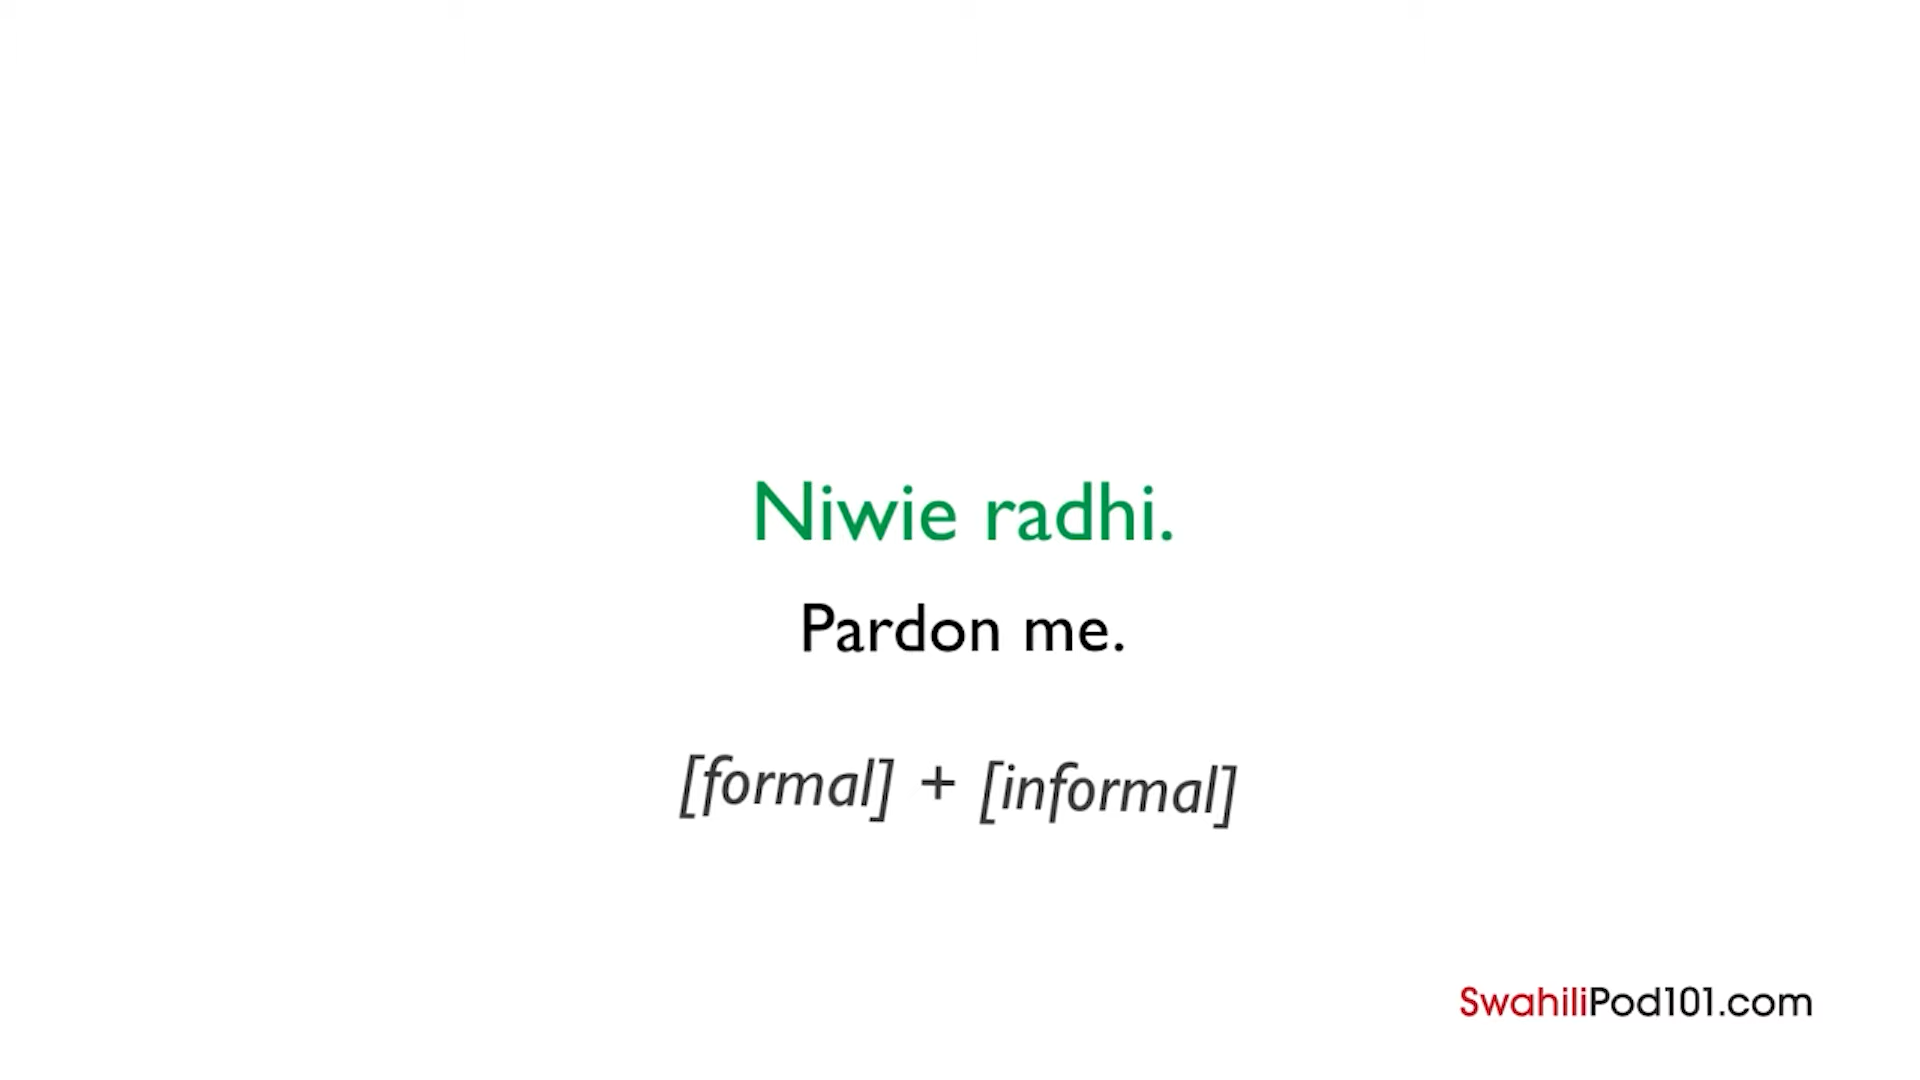 Niwie radhi.
Pardon me.
[formal] + [informal]
SwahiliPod101.com